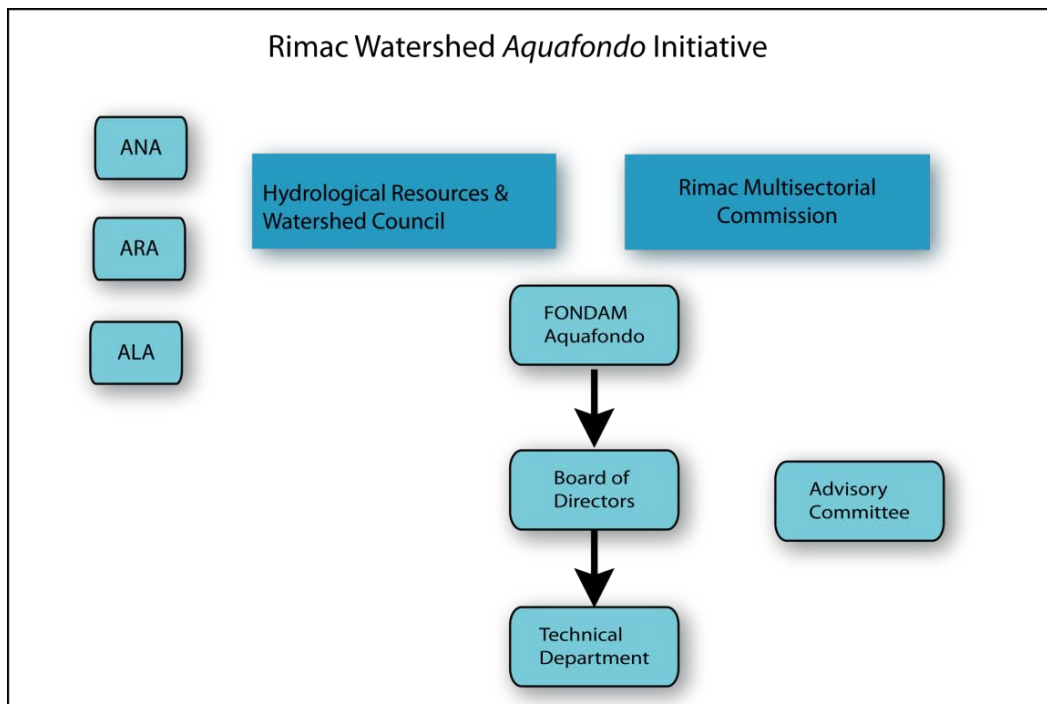 Rimac Watershed Aquafondo Initiative
ANA
ARA
ALA
Hydrological Resources &
Watershed Council
Rimac Multisectorial
Commission
FONDAM
Aquafondo
Board of
Directors
Advisory
Committee
Technical
Department